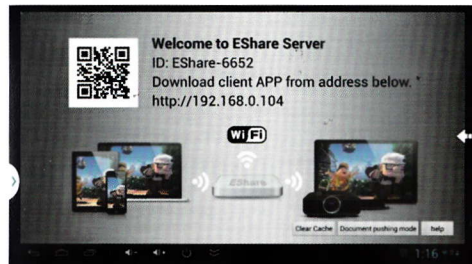 Welcome to EShare Server
ID: EShare-6652
Download client APP from address below. *
http://192.168.0.104
WiFi
EShare
Clear Cache
Document pushing mode
help
1:16